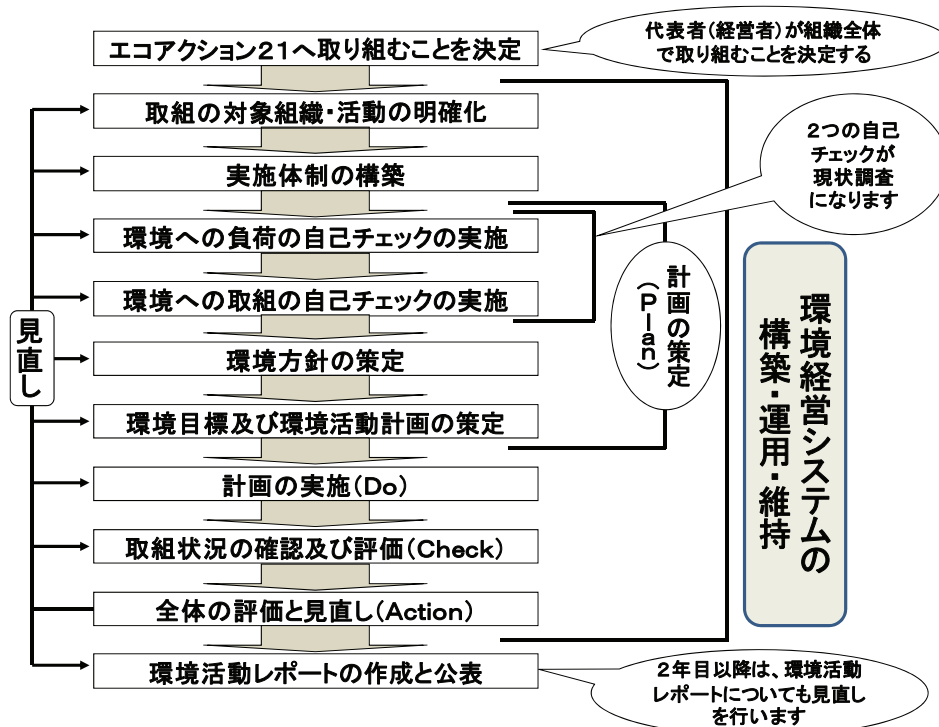 エコアクション21へ取り組むことを決定
代表者(経営者)が組織全体
で取り組むことを決定する
取組の対象組織・活動の明確化
2つの自己
チェックが
現状調査
になります
実施体制の構築
環境への負荷の自己チェックの実施
環境への取組の自己チェックの実施
計画の策定
(Plan)
環境経営システムの
構築・運用・維持
見直し
環境方針の策定
環境目標及び環境活動計画の策定
計画の実施(Do)
取組状況の確認及び評価(Check)
全体の評価と見直し(Action)
環境活動レポートの作成と公表
2年目以降は、環境活動
レポートについても見直し
を行います